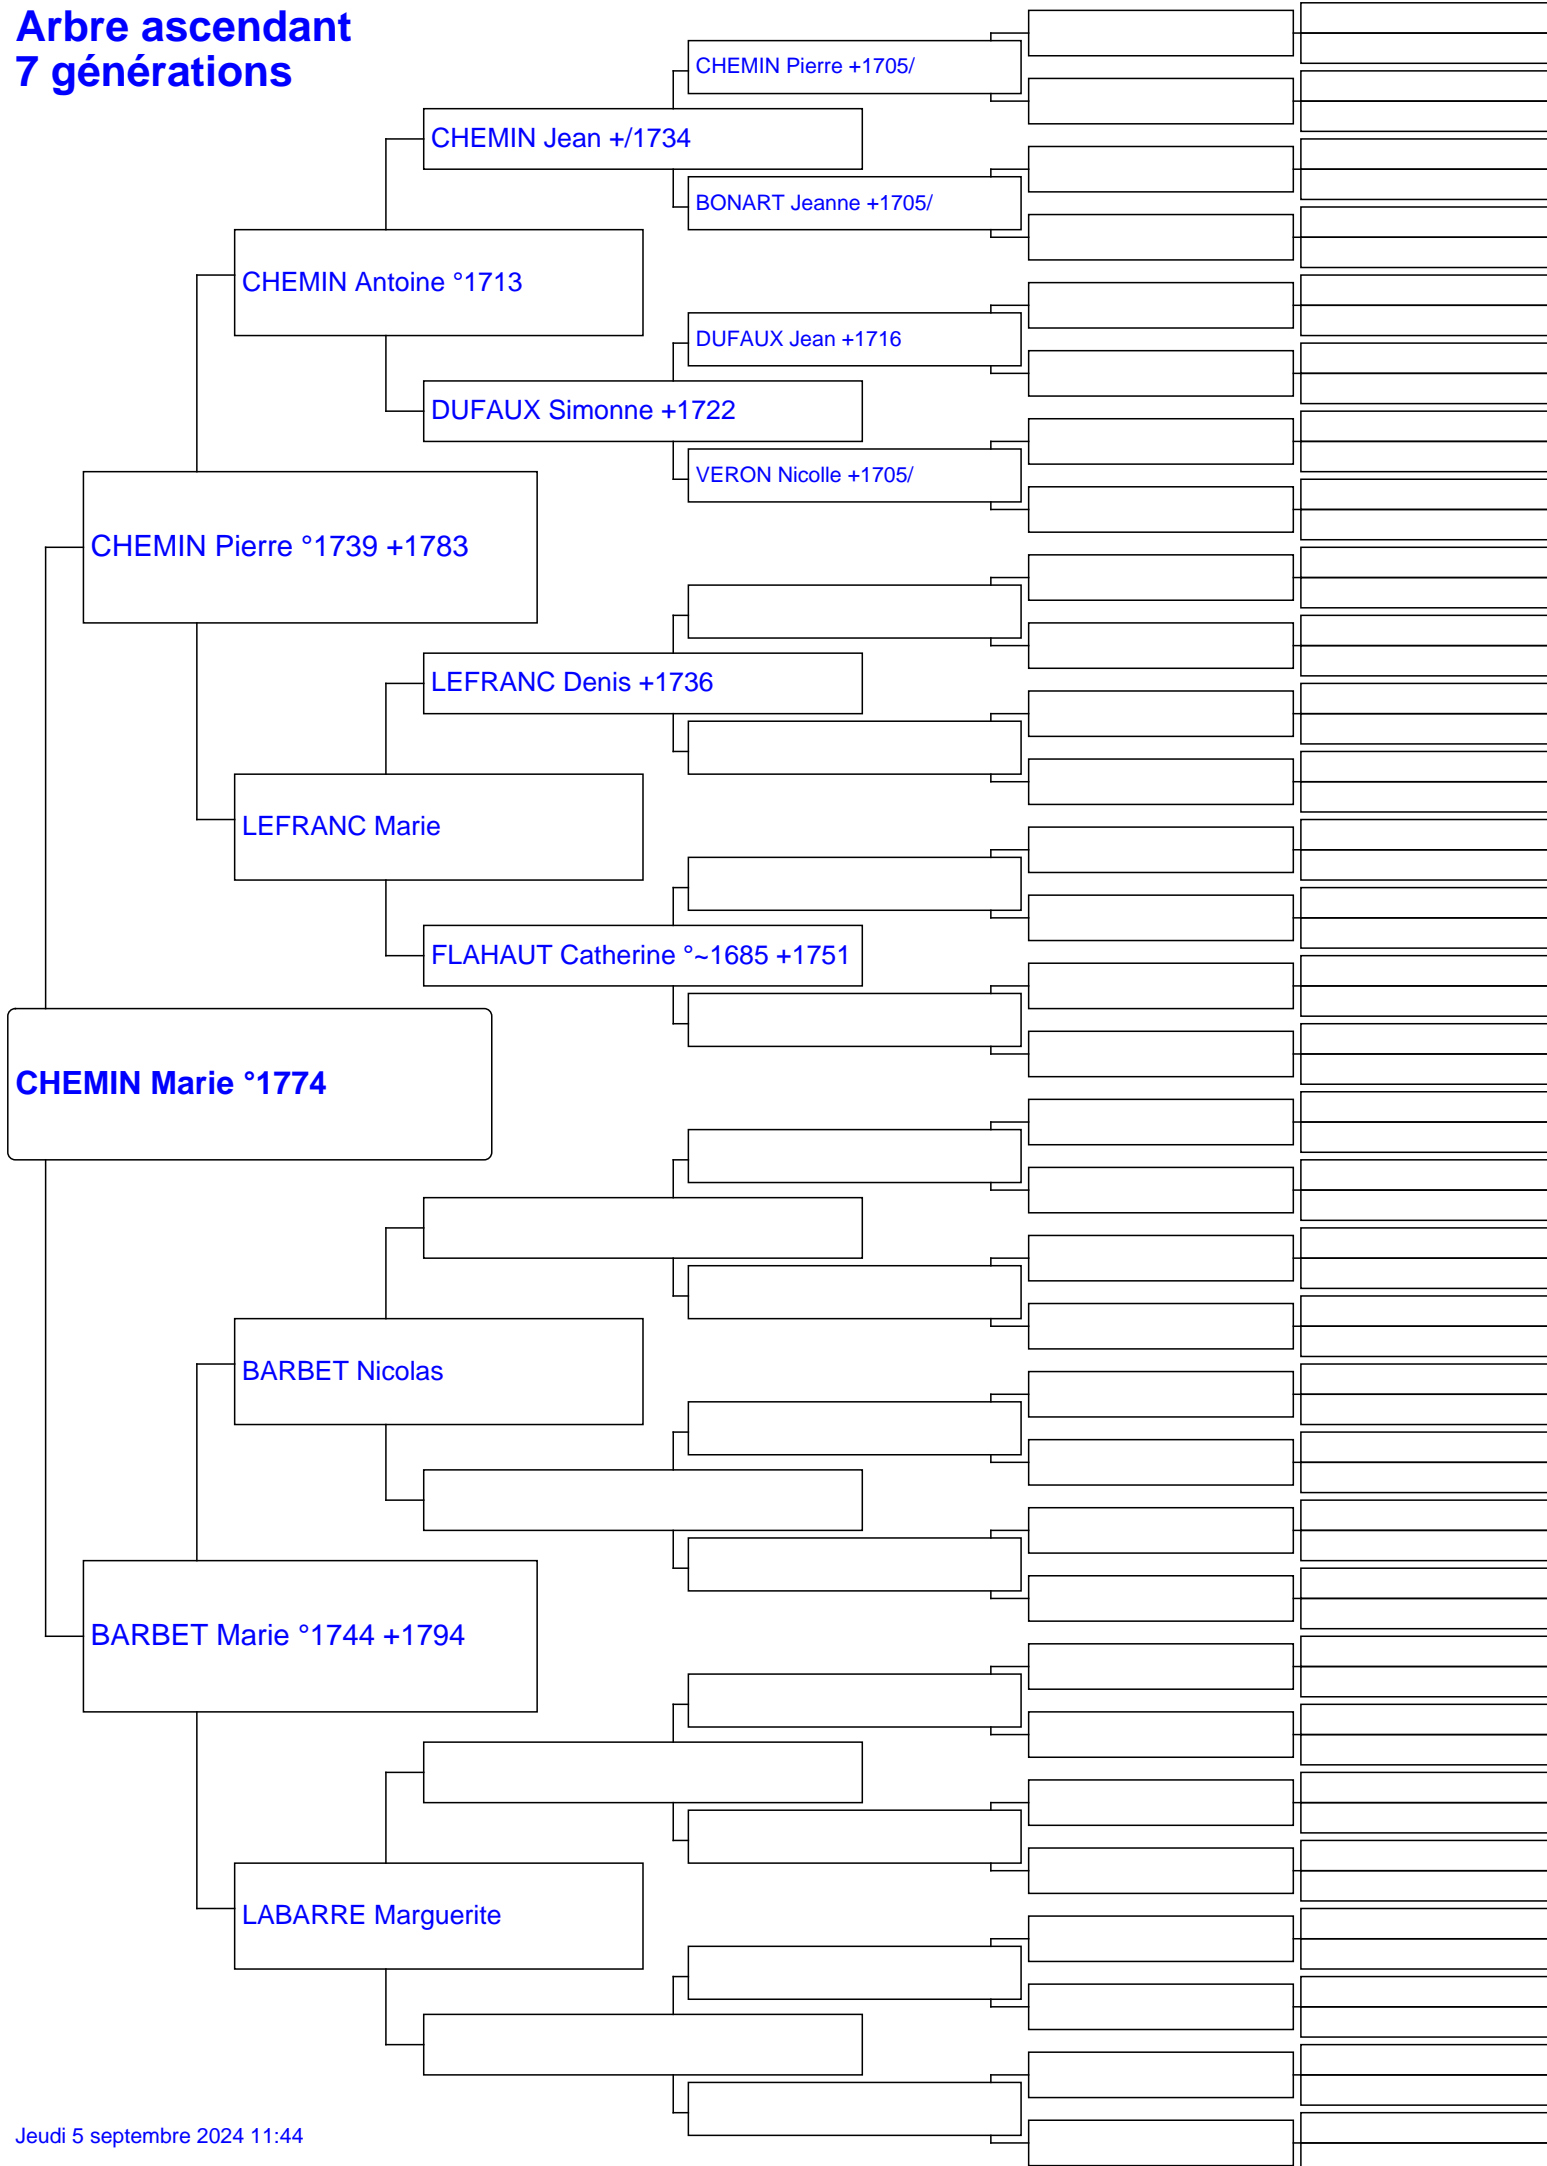 Arbre ascendant
7 générations
CHEMIN Pierre +1705/
CHEMIN Jean +/1734
BONART Jeanne +1705/
CHEMIN Antoine °1713
DUFAUX Jean +1716
DUFAUX Simonne +1722
VERON Nicolle +1705/
CHEMIN Pierre °1739 +1783
LEFRANC Denis +1736
LEFRANC Marie
FLAHAUT Catherine °~1685 +1751
CHEMIN Marie °1774
BARBET Nicolas
BARBET Marie °1744 +1794
LABARRE Marguerite
Jeudi 5 septembre 2024 11:44